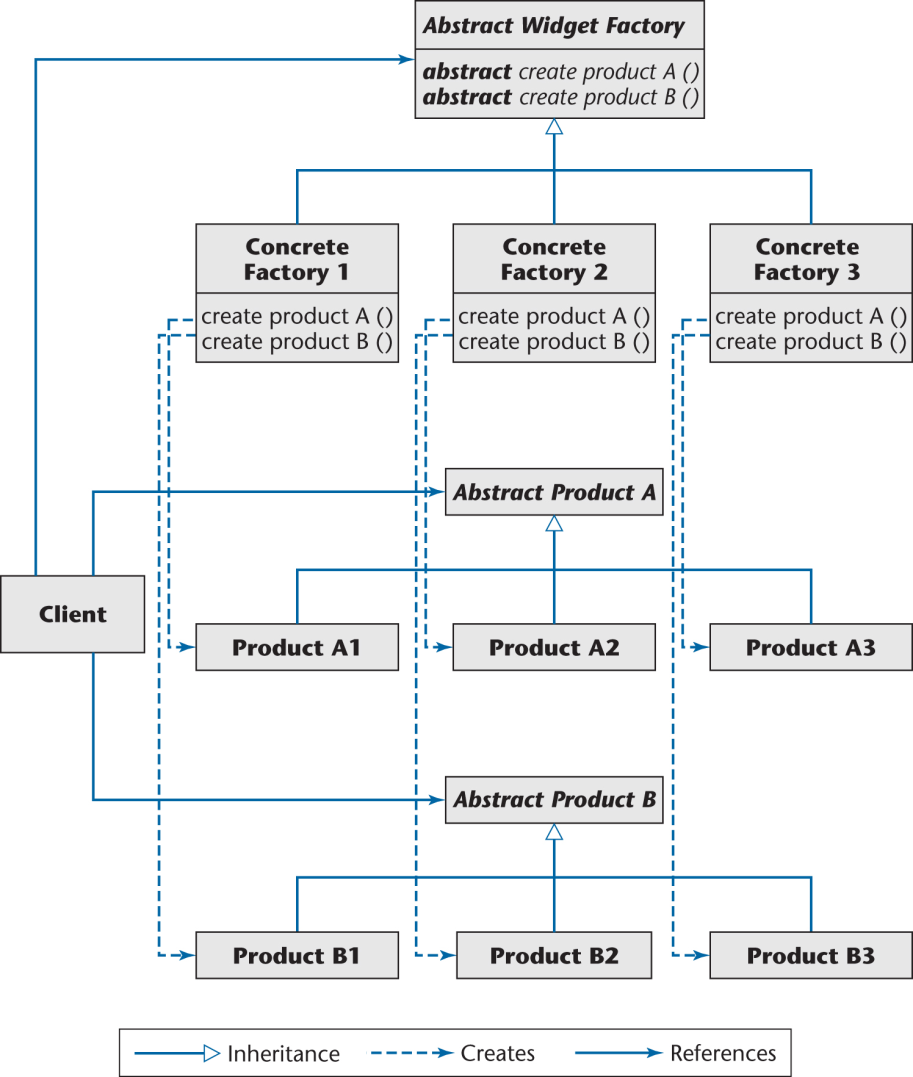 Abstract Widget Factory
abstract create product A ()
abstract create product B ()
Concrete
Factory 1
create product A ()
create product B ()
Concrete
Factory 2
create product A ()
create product B ()
Concrete
Factory 3
create product A ()
create product B ()
Abstract Product A
Client
Product A1
Product A2
Product A3
Abstract Product B
Product B1
Product B2
Product B3
Inheritance
Creates
References